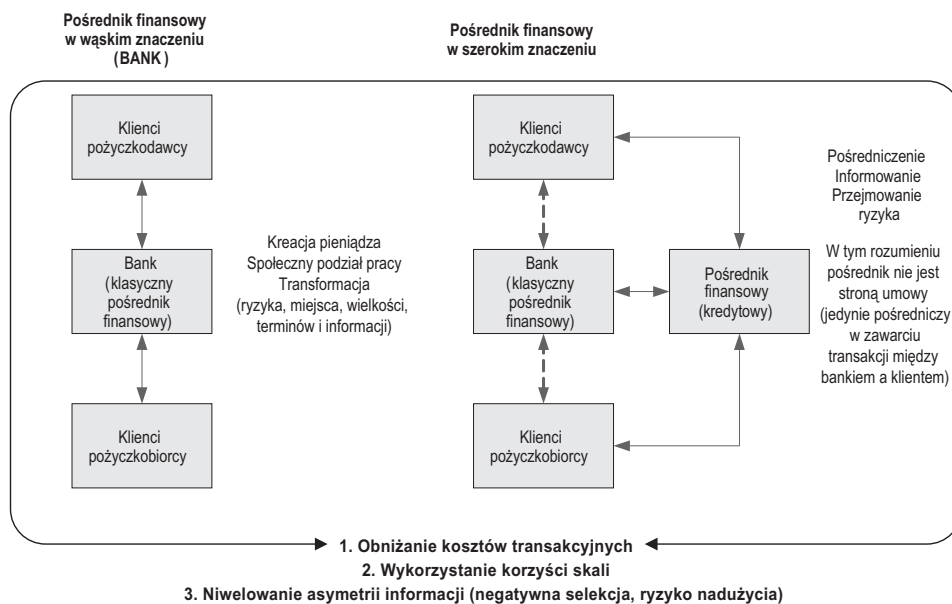 Pośrednik finansowy
w wąskim znaczeniu
(BANK)
Pośrednik finansowy
w szerokim znaczeniu
Klienci
pożyczkodawcy
Bank
(klasyczny
pośrednik
finansowy)
Klienci
pożyczkobiorcy
Kreacja pieniądza
Społeczny podział pracy
Transformacja
(ryzyka, miejsca, wielkości,
terminów i informacji)
Klienci
pożyczkodawcy
Bank
(klasyczny
pośrednik
finansowy)
Klienci
pożyczkobiorcy
Pośrednik
finansowy
(kredytowy)
Pośredniczenie
Informowanie
Przejmowanie
ryzyka
W tym rozumieniu
pośrednik nie jest
stroną umowy
(jedynie pośredniczy
w zawarciu
transakcji między
bankiem a klientem)
1. Obniżanie kosztów transakcyjnych
2. Wykorzystanie korzyści skali
3. Niwelowanie asymetrii informacji (negatywna selekcja, ryzyko nadużycia)